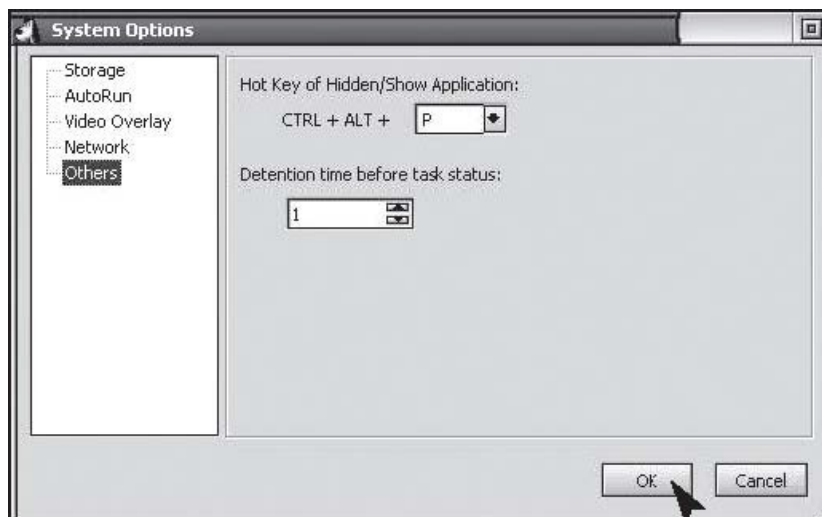 System Options
Storage
AutoRun
Video Overlay
Network
Others
Hot Key of Hidden/Show Application:
CTRL + ALT + P
Detention time before task status:
1
OK
Cancel